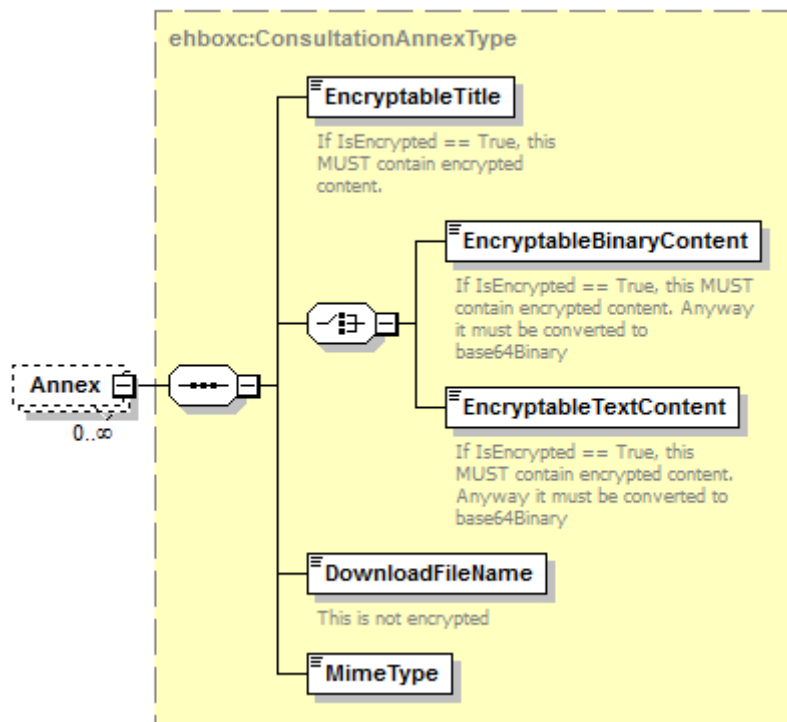 ehboxc:ConsultationAnnexType
EncryptableTitle
If IsEncrypted == True, this
MUST contain encrypted
content.
EncryptableBinaryContent
If IsEncrypted == True, this MUST
contain encrypted content. Anyway
it must be converted to
base64Binary
Annex
0..∞
EncryptableTextContent
If IsEncrypted == True, this
MUST contain encrypted content.
Anyway it must be converted to
base64Binary
DownloadFileName
This is not encrypted
MimeType